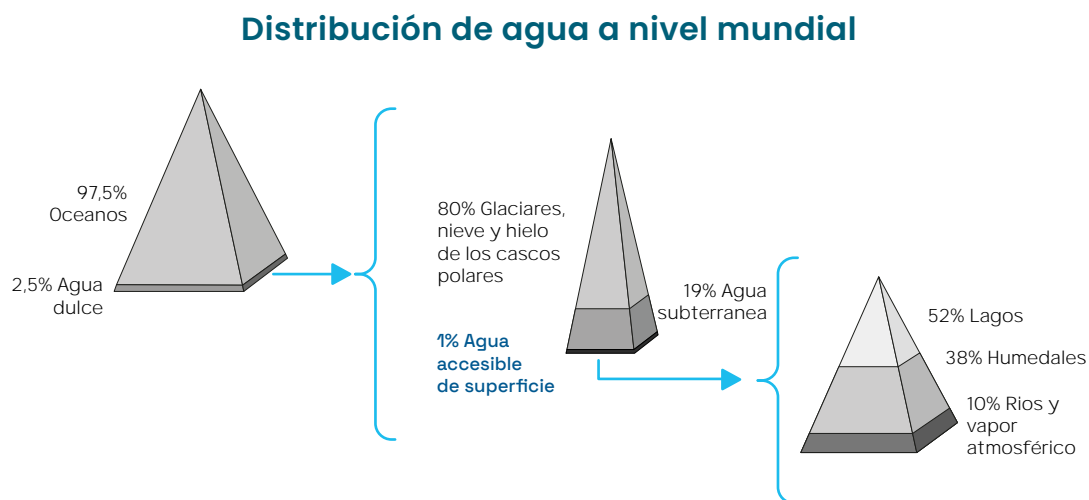 Distribución de agua a nivel mundial
97,5%
Oceanos
2,5% Agua
dulce
80% Glaciares,
nieve y hielo
de los cascos
polares
1% Agua
accesible
de superficie
19% Agua
subterranea
52% Lagos
38% Humedales
10% Rios y
vapor
atmosférico